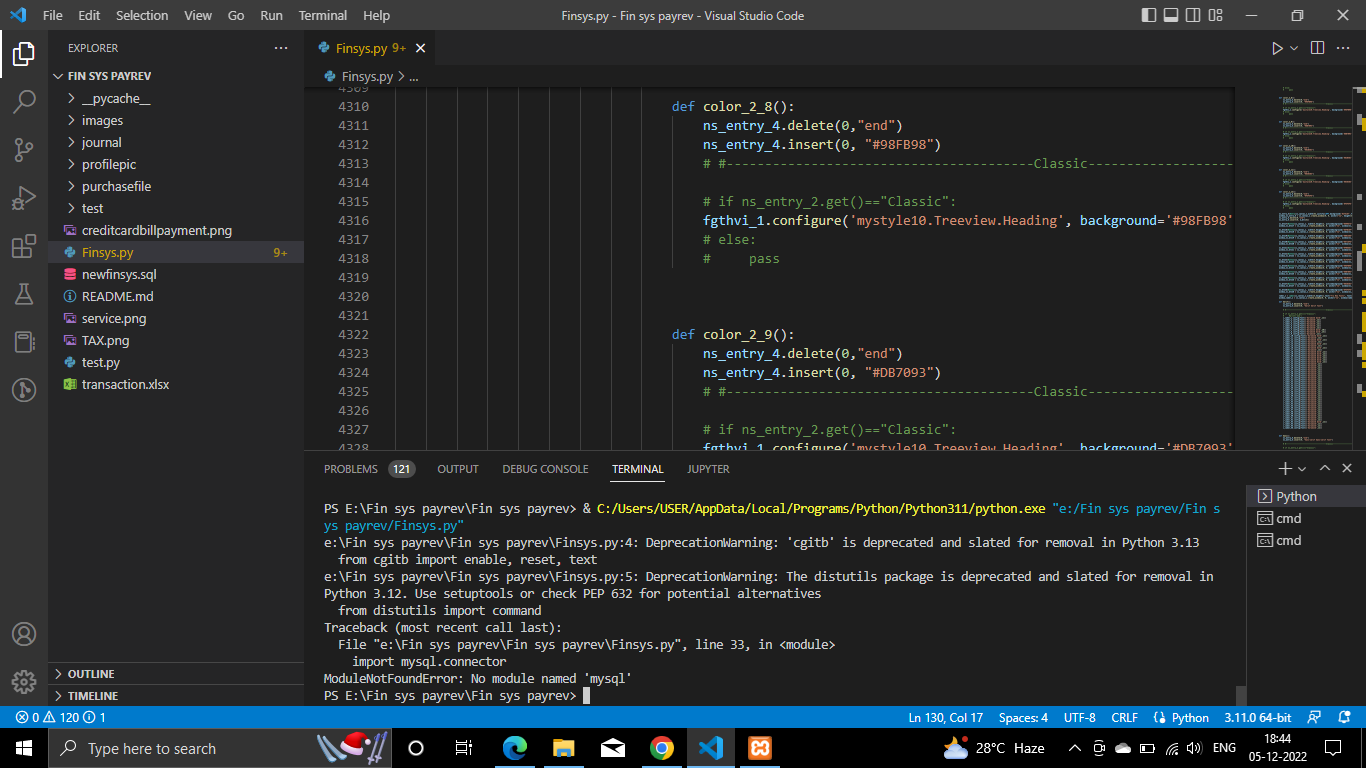 File Edit Selection View Go Run Terminal Help
Finsys.py - Fin sys payrev - Visual Studio Code
EXPLORER
FIN SYS PAYREV
__pycache__
images
journal
profilepic
purchasefile
test
creditcardbillpayment.png
Finsys.py 9+
newfinsys.sql
README.md
service.png
TAX.png
test.py
transaction.xlsx
OUTLINE
TIMELINE
Finsys.py 9+
Finsys.py > ...
4309
4310 def color_2_8():
4311 ns_entry_4.delete(0,"end")
4312 ns_entry_4.insert(0, "#98FB98")
4313 # #----------------------------------------Classic-------------------
4314
4315 # if ns_entry_2.get()=="Classic":
4316 fgthvi_1.configure('mystyle10.Treeview.Heading', background='#98FB98'
4317 # else:
4318 #     pass
4319
4320
4321
4322 def color_2_9():
4323 ns_entry_4.delete(0,"end")
4324 ns_entry_4.insert(0, "#DB7093")
4325 # #----------------------------------------Classic-------------------
4326
4327 # if ns_entry_2.get()=="Classic":
4328 fgthvi_1.configure('mystyle10.Treeview.Heading', background='#DB7093'
PROBLEMS 121 OUTPUT DEBUG CONSOLE TERMINAL JUPYTER
PS E:\Fin sys payrev\Fin sys payrev> & C:/Users/USER/AppData/Local/Programs/Python/Python311/python.exe "e:/Fin sys payrev/Fin s
ys payrev/Finsys.py"
e:\Fin sys payrev\Fin sys payrev\Finsys.py:4: DeprecationWarning: 'cgitb' is deprecated and slated for removal in Python 3.13
from cgitb import enable, reset, text
e:\Fin sys payrev\Fin sys payrev\Finsys.py:5: DeprecationWarning: The distutils package is deprecated and slated for removal in
Python 3.12. Use setuptools or check PEP 632 for potential alternatives
from distutils import command
Traceback (most recent call last):
File "e:\Fin sys payrev\Fin sys payrev\Finsys.py", line 33, in <module>
import mysql.connector
ModuleNotFoundError: No module named 'mysql'
PS E:\Fin sys payrev\Fin sys payrev>
Python
cmd
cmd
0 120 1
Ln 130, Col 17 Spaces: 4 UTF-8 CRLF Python 3.11.0 64-bit
Type here to search
28°C Haze
ENG
18:44
05-12-2022